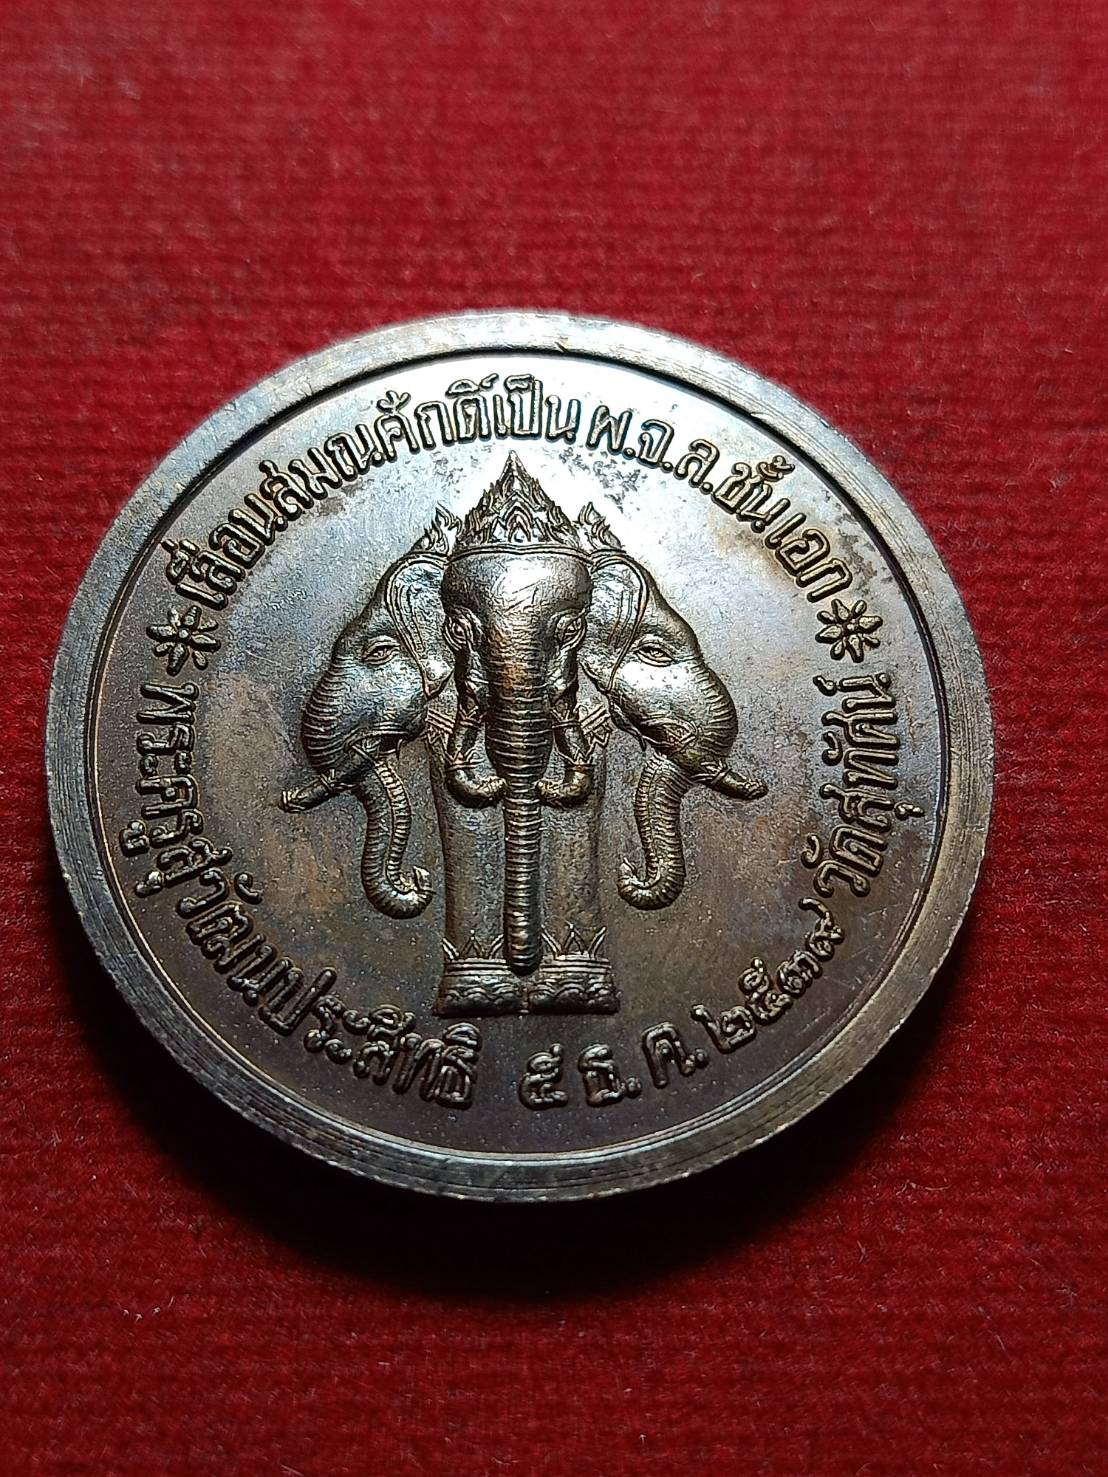 เลื่อนสมณศักดิ์เป็น ผ.จ.ล.ชั้นเอก
พระครูสุวัฒนประสิทธิ์ ๕ ธ.ค.๒๕๓๙ วัดสุทัศน์